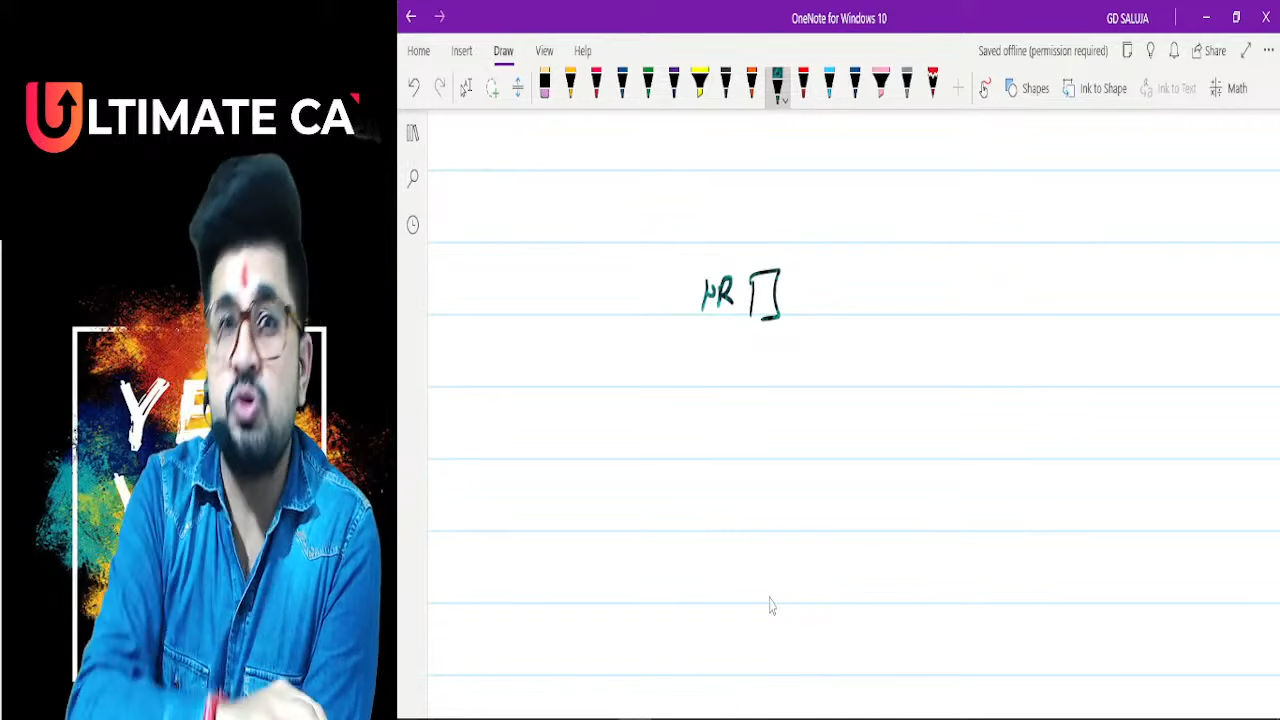 OneNote for Windows 10
GD SALUJA
ULTIMATE CA
Home Insert Draw View Help
Saved offline (permission required)
Share
Shapes
Ink to Shape
Ink to Text
Math
YE